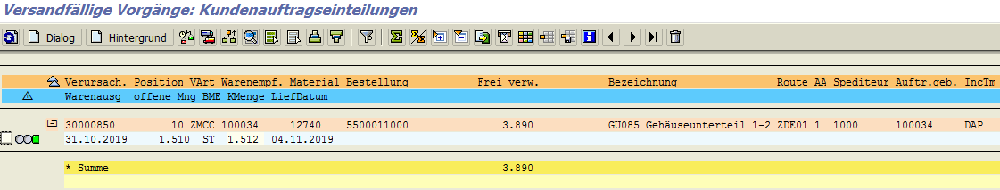 Versandfällige Vorgänge: Kundenauftragseinteilungen
Dialog Hintergrund
Verursach. Position VArt Warenempf. Material Bestellung Frei verw. Bezeichnung Route AA Spediteur Auftr.geb. IncTm
Warenausg offene Mng BME KMenge LiefDatum
30000850 10 ZMCC 100034 12740 5500011000 3.890 GU085 Gehäuseunterteil 1-2 ZDE01 1 1000 100034 DAP
31.10.2019 1.510 ST 1.512 04.11.2019
* Summe 3.890